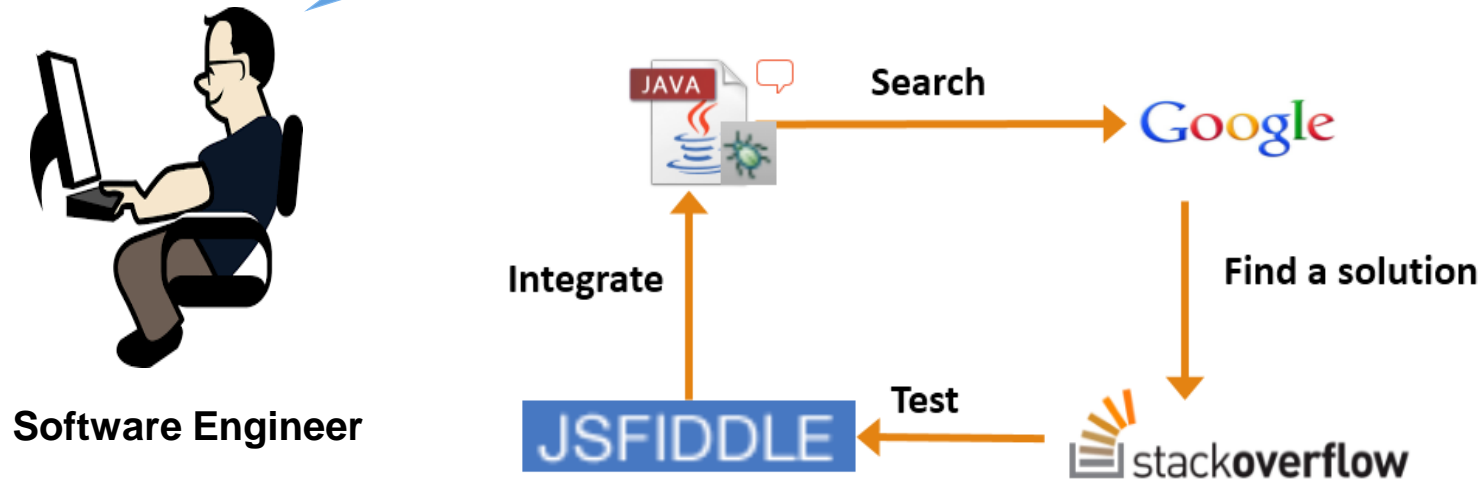 JAVA
Search
Google
Integrate
Find a solution
Test
Software Engineer
JSFIDDLE
stackoverflow